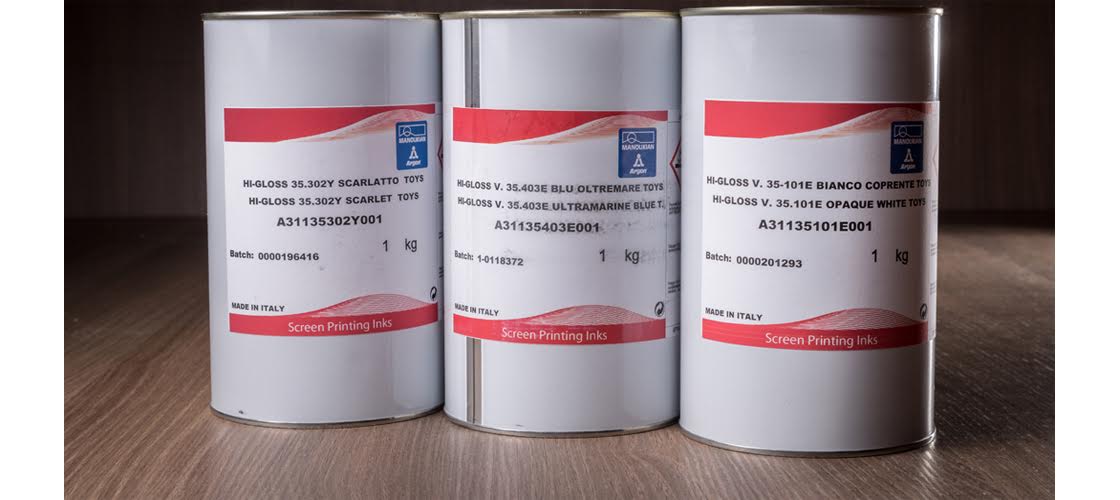 MANOUKIAN
Argon
HI-GLOSS 35.302Y SCARLATTO TOYS
HI-GLOSS 35.302Y SCARLET TOYS
A31135302Y001
1 kg
Batch: 0000196416
MADE IN ITALY
Screen Printing Inks
MANOUKIAN
Argon
HI-GLOSS V. 35.403E BLU OLTREMARE TOYS
HI-GLOSS V. 35.403E ULTRAMARINE BLUE T.
A31135403E001
1 kg
Batch: 1-0118372
MADE IN ITALY
Screen Printing Inks
MANOUKIAN
Argon
HI-GLOSS V. 35-101E BIANCO COPRENTE TOYS
HI-GLOSS V. 35.101E OPAQUE WHITE TOYS
A31135101E001
1 kg
Batch: 0000201293
MADE IN ITALY
Screen Printing Inks